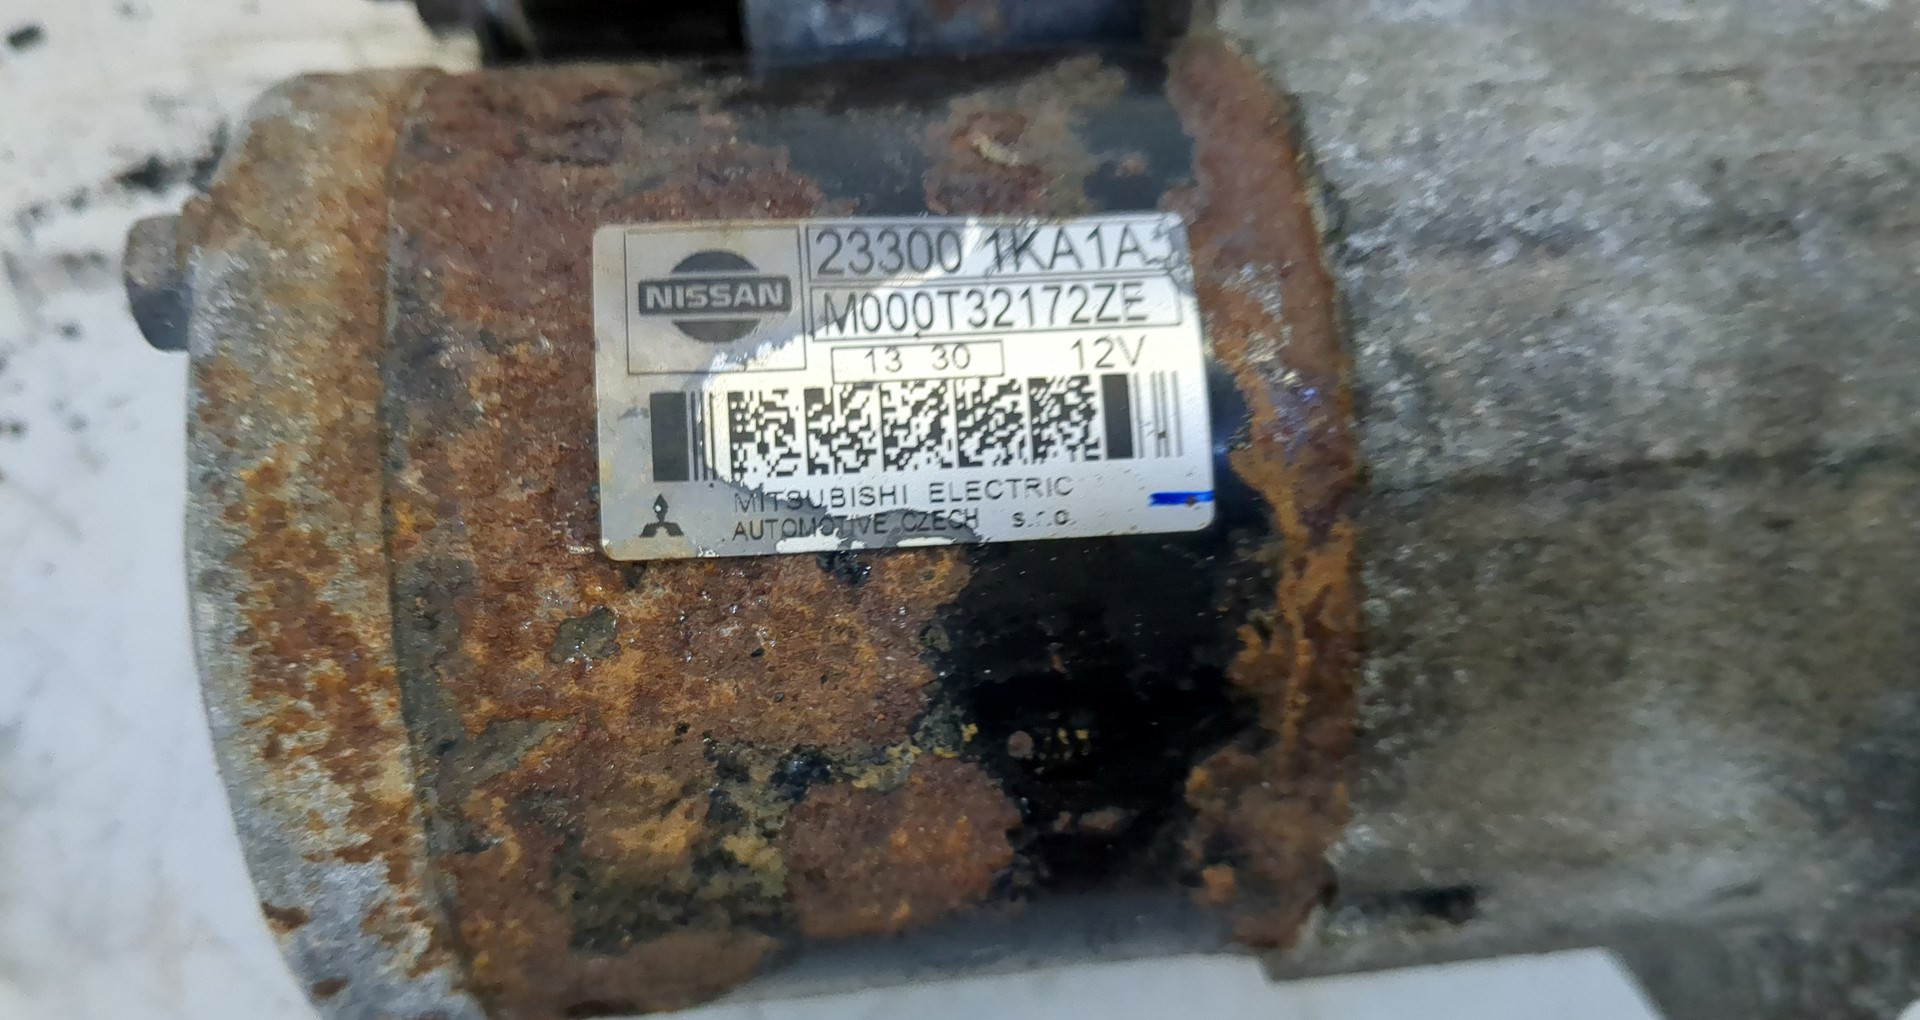 NISSAN
23300 1KA1A
M000T32172ZE
13 30
12V
MITSUBISHI ELECTRIC
AUTOMOTIVE CZECH s.r.o.